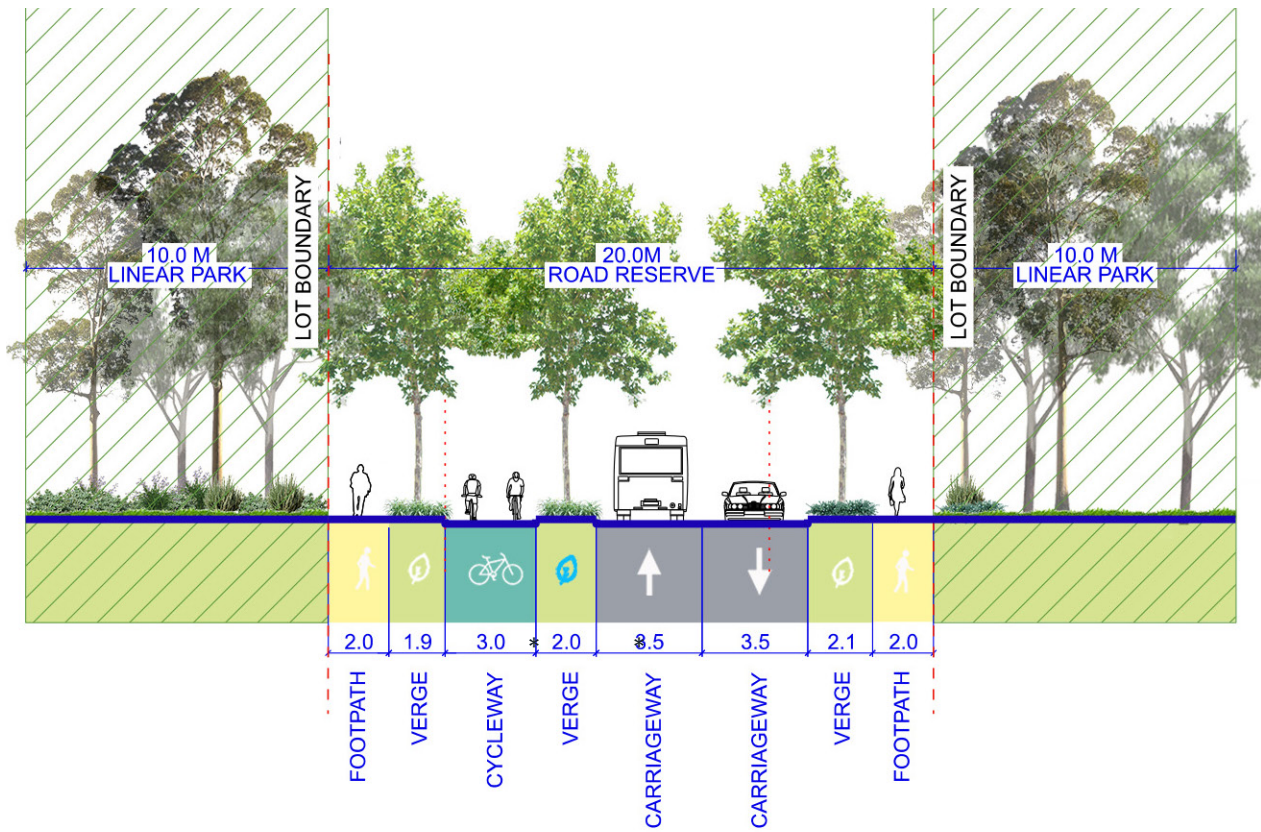 10.0 M
LINEAR PARK
LOT BOUNDARY
20.0M
ROAD RESERVE
LOT BOUNDARY
10.0 M
LINEAR PARK
2.0
1.9
3.0
*
2.0
*
3.5
3.5
2.1
2.0
FOOTPATH
VERGE
CYCLEWAY
VERGE
CARRIAGEWAY
CARRIAGEWAY
VERGE
FOOTPATH